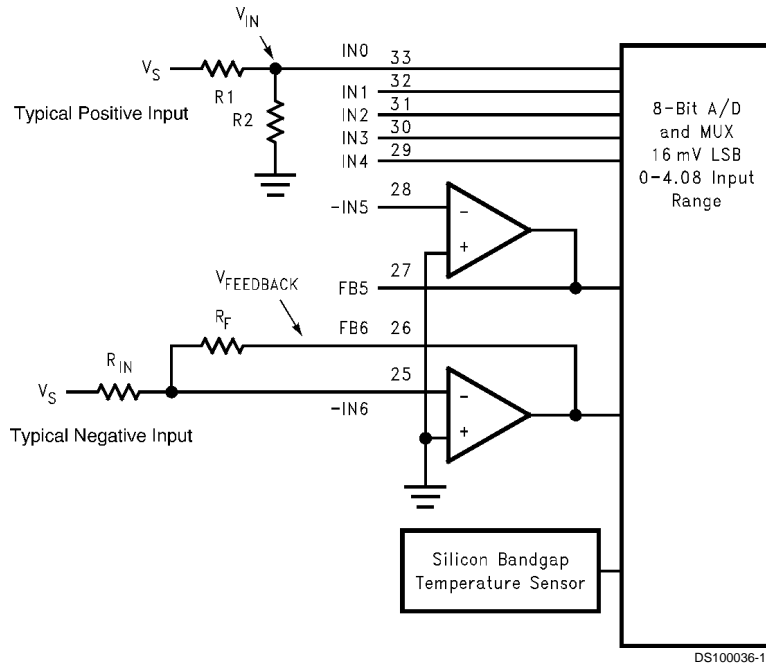 V_IN
IN0 33
V_S
R1
32
IN1
Typical Positive Input
R2
31
IN2
30
IN3
29
IN4
8-Bit A/D
and MUX
16 mV LSB
0–4.08 Input
Range
28
-IN5
-
+
27
FB5
V_FEEDBACK
R_F
FB6 26
R_IN
25
V_S
-IN6
-
+
Typical Negative Input
Silicon Bandgap
Temperature Sensor
DS100036-1